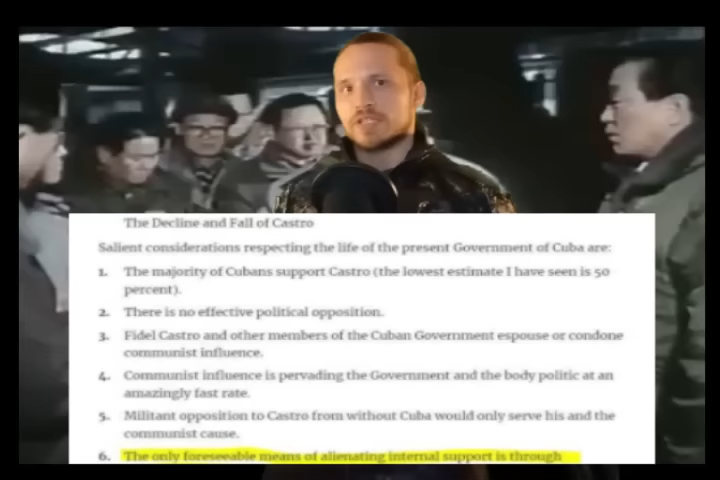 The Decline and Fall of Castro
Salient considerations respecting the life of the present Government of Cuba are:
1. The majority of Cubans support Castro (the lowest estimate I have seen is 50
percent).
2. There is no effective political opposition.
3. Fidel Castro and other members of the Cuban Government espouse or condone
communist influence.
4. Communist influence is pervading the Government and the body politic at an
amazingly fast rate.
5. Militant opposition to Castro from without Cuba would only serve his and the
communist cause.
6. The only foreseeable means of alienating internal support is through